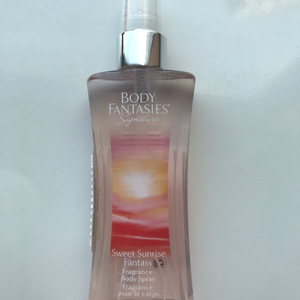 BODY
FANTASIES®
Signature
Sweet Sunrise
Fantasy
Fragrance
Body Spray
Fragrance
pour le corps